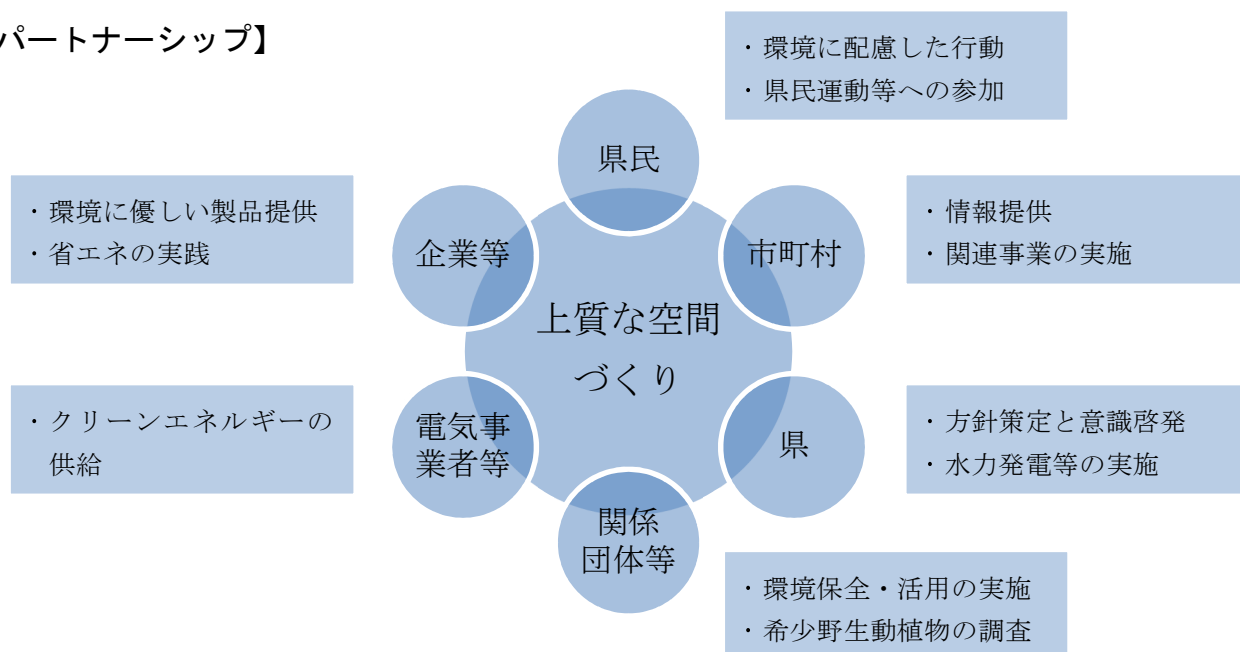 パートナーシップ】
・環境に配慮した行動
・県民運動等への参加
県民
・環境に優しい製品提供
・省エネの実践
企業等
市町村
・情報提供
・関連事業の実施
上質な空間
づくり
・クリーンエネルギーの
供給
電気事
業者等
県
・方針策定と意識啓発
・水力発電等の実施
関係
団体等
・環境保全・活用の実施
・希少野生動植物の調査